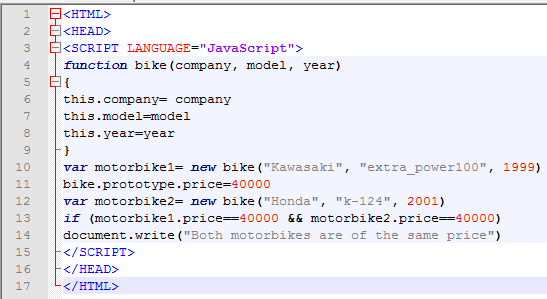 1 <HTML>
2 <HEAD>
3 <SCRIPT LANGUAGE="JavaScript">
4 function bike(company, model, year)
5 {
6 this.company= company
7 this.model=model
8 this.year=year
9 }
10 var motorbike1= new bike("Kawasaki", "extra_power100", 1999)
11 bike.prototype.price=40000
12 var motorbike2= new bike("Honda", "k-124", 2001)
13 if (motorbike1.price==40000 && motorbike2.price==40000)
14 document.write("Both motorbikes are of the same price")
15 </SCRIPT>
16 </HEAD>
17 </HTML>